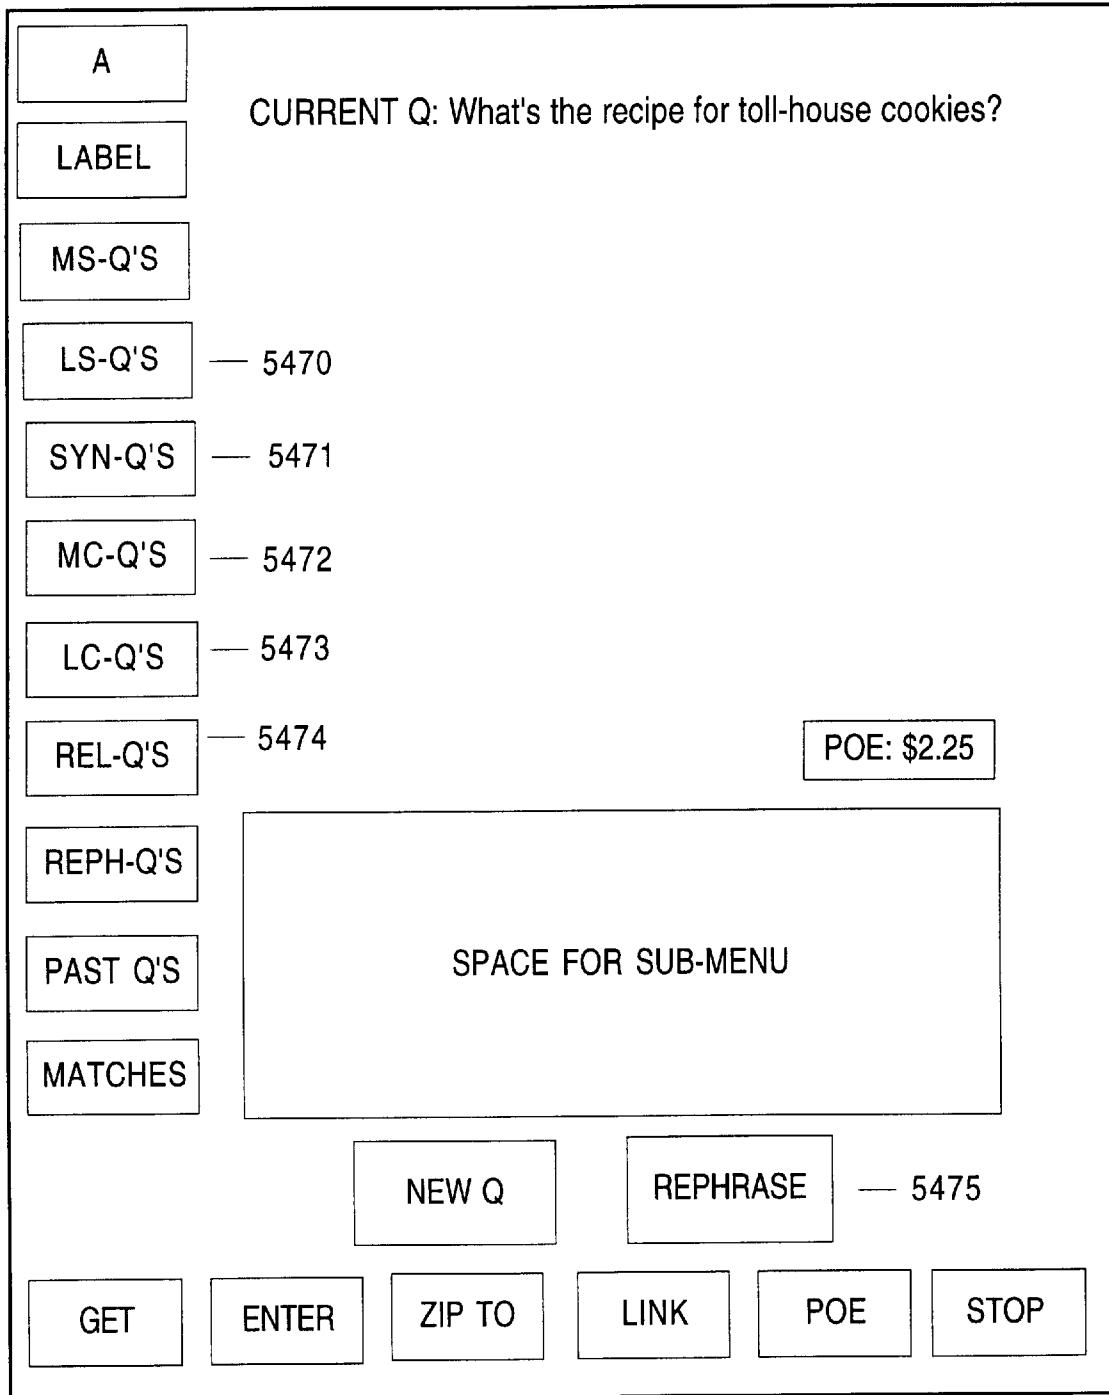 A
CURRENT Q: What's the recipe for toll-house cookies?
LABEL
MS-Q'S
LS-Q'S — 5470
SYN-Q'S — 5471
MC-Q'S — 5472
LC-Q'S — 5473
REL-Q'S — 5474
POE: $2.25
REPH-Q'S
PAST Q'S
SPACE FOR SUB-MENU
MATCHES
NEW Q
REPHRASE — 5475
GET
ENTER
ZIP TO
LINK
POE
STOP